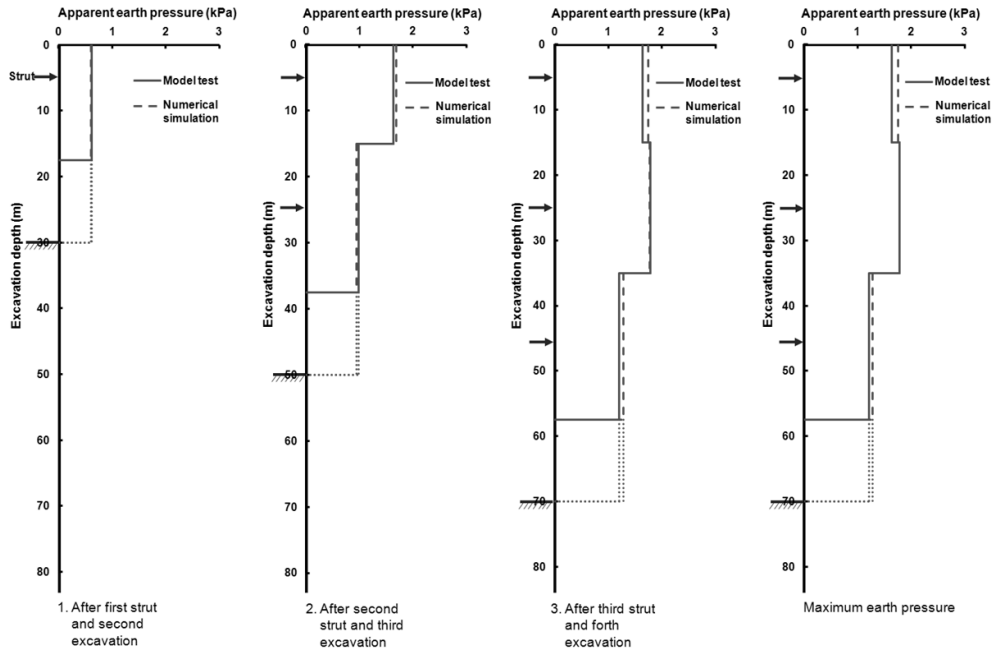 Apparent earth pressure (kPa)
0 1 2 3
0
10
20
30
40
50
60
70
80
Excavation depth (m)
Strut
Model test
Numerical
simulation
1. After first strut
and second
excavation
Apparent earth pressure (kPa)
0 1 2 3
0
10
20
30
40
50
60
70
80
Excavation depth (m)
Model test
Numerical
simulation
2. After second
strut and third
excavation
Apparent earth pressure (kPa)
0 1 2 3
0
10
20
30
40
50
60
70
80
Excavation depth (m)
Model test
Numerical
simulation
3. After third strut
and forth
excavation
Apparent earth pressure (kPa)
0 1 2 3
0
10
20
30
40
50
60
70
80
Excavation depth (m)
Model test
Numerical
simulation
Maximum earth pressure